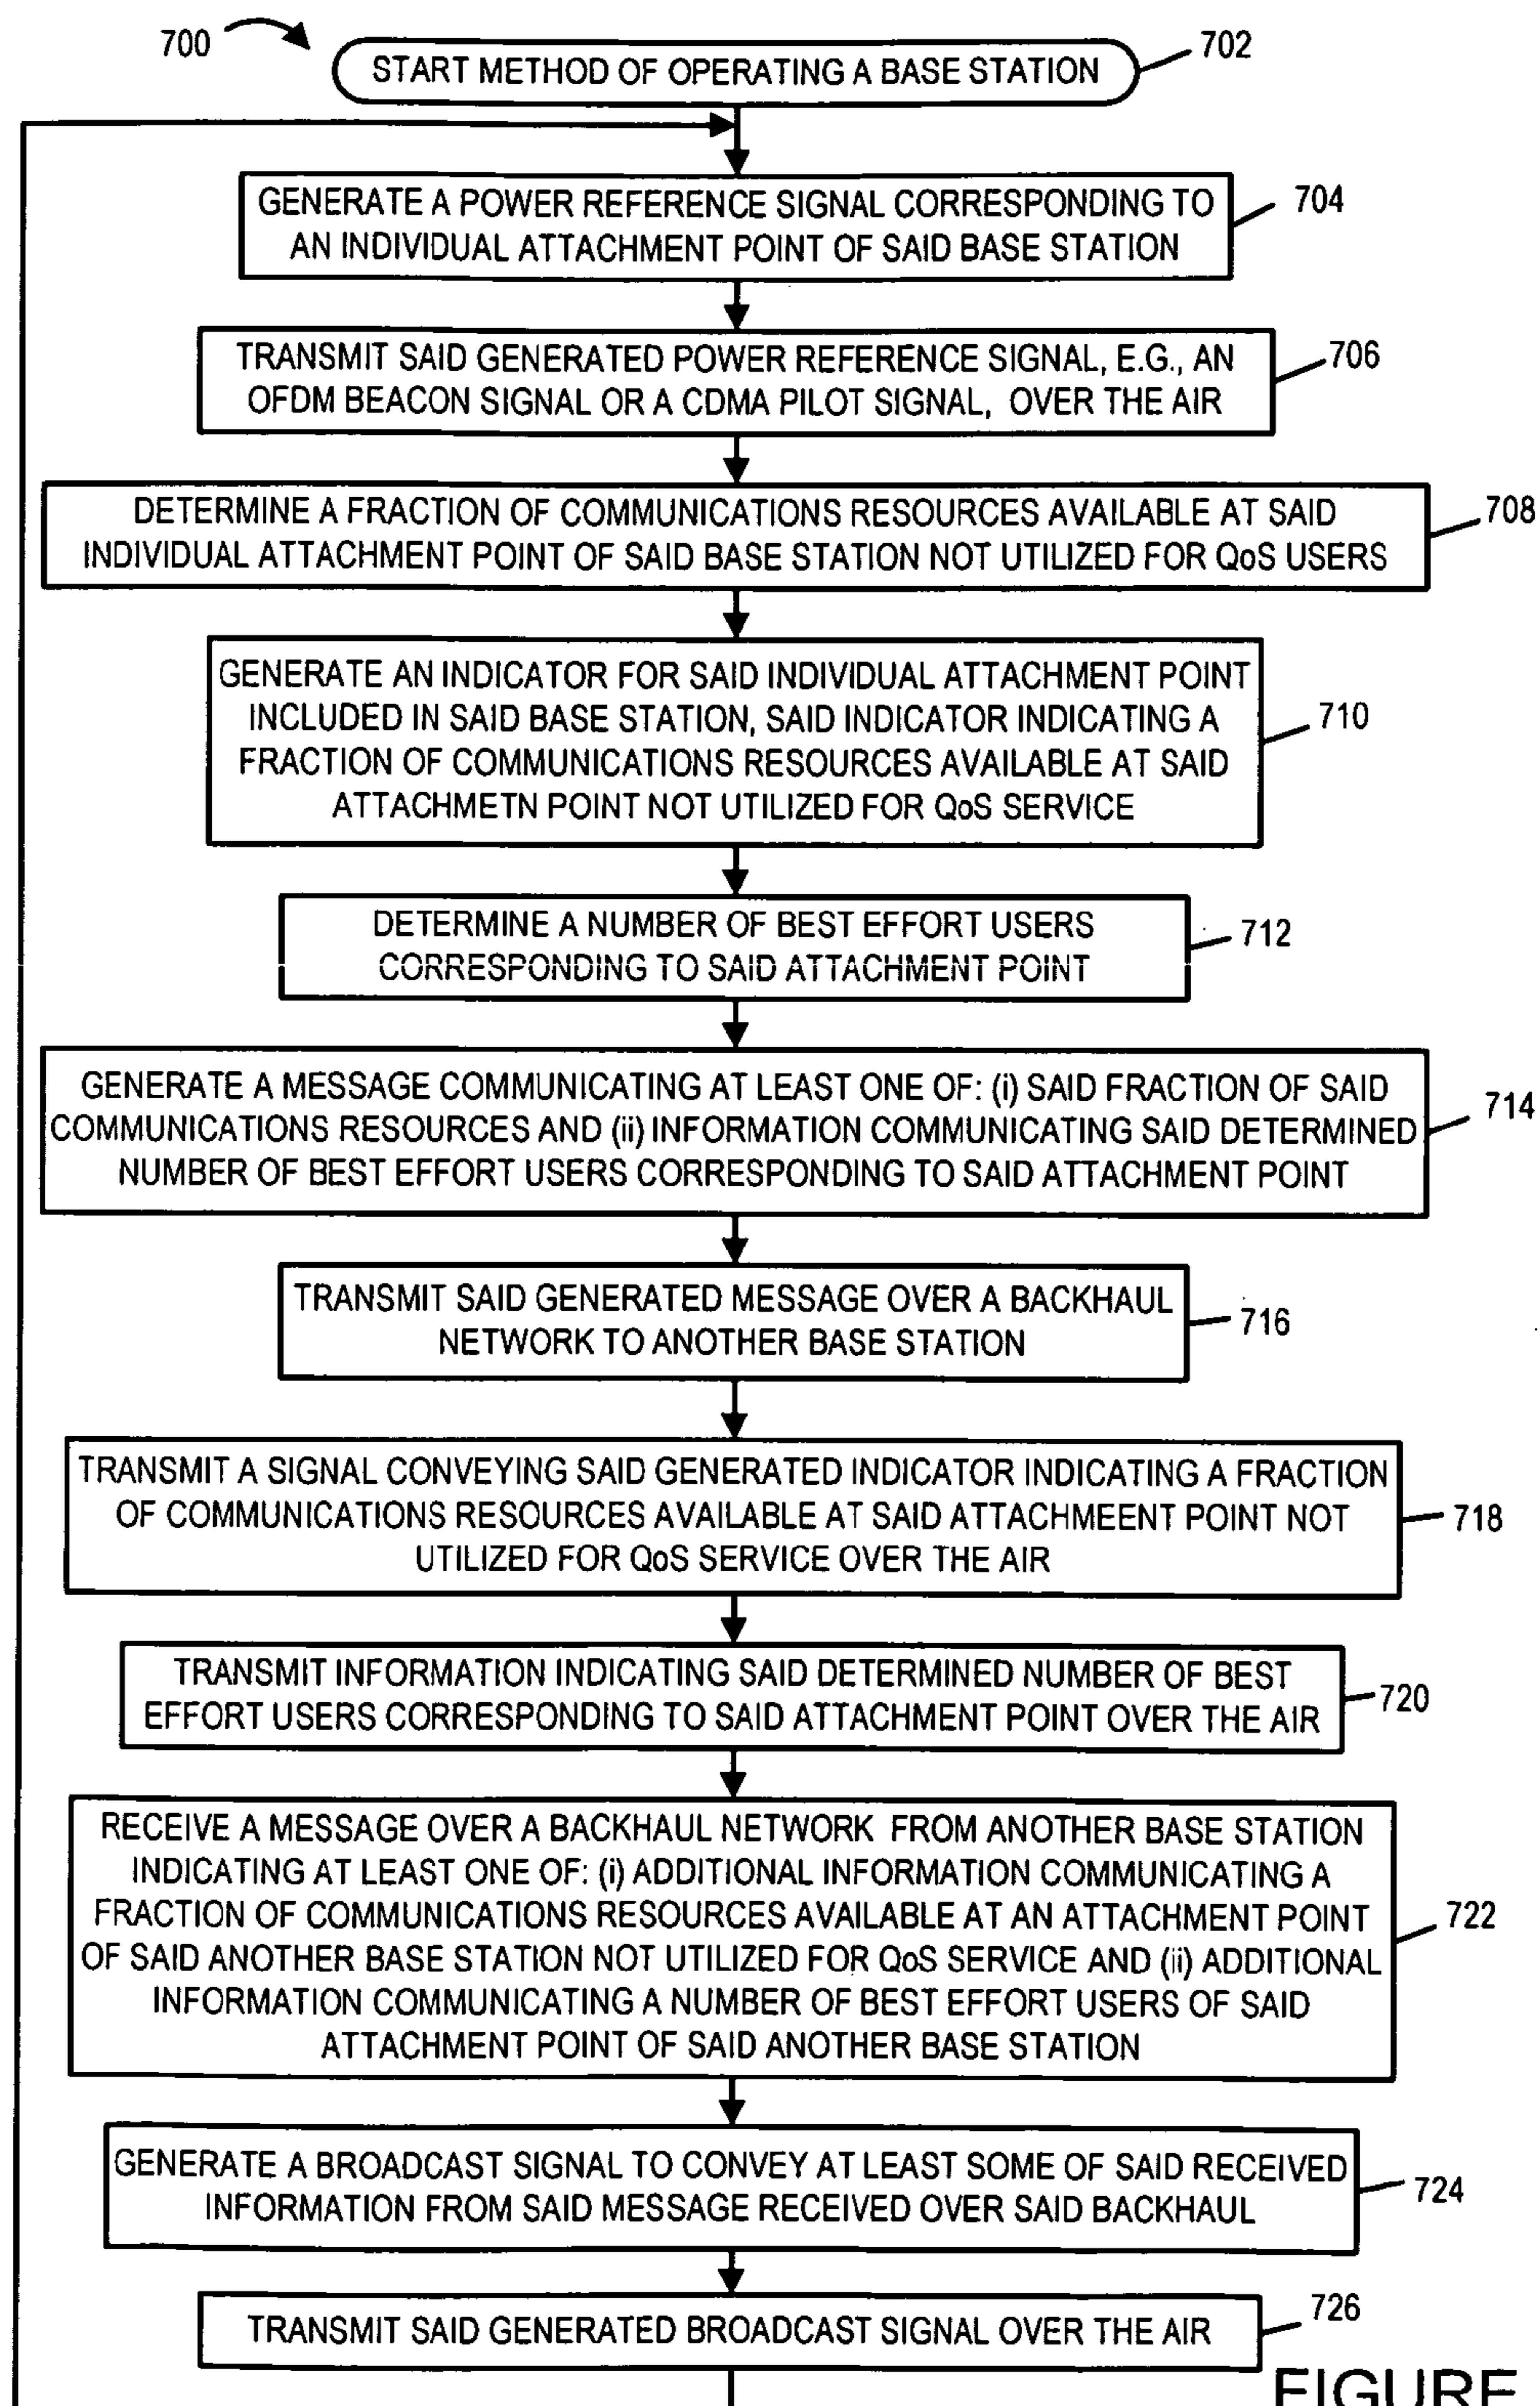 700
START METHOD OF OPERATING A BASE STATION
702
GENERATE A POWER REFERENCE SIGNAL CORRESPONDING TO
AN INDIVIDUAL ATTACHMENT POINT OF SAID BASE STATION
704
TRANSMIT SAID GENERATED POWER REFERENCE SIGNAL, E.G., AN
OFDM BEACON SIGNAL OR A CDMA PILOT SIGNAL, OVER THE AIR
706
DETERMINE A FRACTION OF COMMUNICATIONS RESOURCES AVAILABLE AT SAID
INDIVIDUAL ATTACHMENT POINT OF SAID BASE STATION NOT UTILIZED FOR QoS USERS
708
GENERATE AN INDICATOR FOR SAID INDIVIDUAL ATTACHMENT POINT
INCLUDED IN SAID BASE STATION, SAID INDICATOR INDICATING A
FRACTION OF COMMUNICATIONS RESOURCES AVAILABLE AT SAID
ATTACHMETN POINT NOT UTILIZED FOR QoS SERVICE
710
DETERMINE A NUMBER OF BEST EFFORT USERS
CORRESPONDING TO SAID ATTACHMENT POINT
712
GENERATE A MESSAGE COMMUNICATING AT LEAST ONE OF: (i) SAID FRACTION OF SAID
COMMUNICATIONS RESOURCES AND (ii) INFORMATION COMMUNICATING SAID DETERMINED
NUMBER OF BEST EFFORT USERS CORRESPONDING TO SAID ATTACHMENT POINT
714
TRANSMIT SAID GENERATED MESSAGE OVER A BACKHAUL
NETWORK TO ANOTHER BASE STATION
716
TRANSMIT A SIGNAL CONVEYING SAID GENERATED INDICATOR INDICATING A FRACTION
OF COMMUNICATIONS RESOURCES AVAILABLE AT SAID ATTACHMEENT POINT NOT
UTILIZED FOR QoS SERVICE OVER THE AIR
718
TRANSMIT INFORMATION INDICATING SAID DETERMINED NUMBER OF BEST
EFFORT USERS CORRESPONDING TO SAID ATTACHMENT POINT OVER THE AIR
720
RECEIVE A MESSAGE OVER A BACKHAUL NETWORK FROM ANOTHER BASE STATION
INDICATING AT LEAST ONE OF: (i) ADDITIONAL INFORMATION COMMUNICATING A
FRACTION OF COMMUNICATIONS RESOURCES AVAILABLE AT AN ATTACHMENT POINT
OF SAID ANOTHER BASE STATION NOT UTILIZED FOR QoS SERVICE AND (ii) ADDITIONAL
INFORMATION COMMUNICATING A NUMBER OF BEST EFFORT USERS OF SAID
ATTACHMENT POINT OF SAID ANOTHER BASE STATION
722
GENERATE A BROADCAST SIGNAL TO CONVEY AT LEAST SOME OF SAID RECEIVED
INFORMATION FROM SAID MESSAGE RECEIVED OVER SAID BACKHAUL
724
TRANSMIT SAID GENERATED BROADCAST SIGNAL OVER THE AIR
726
FIGURE